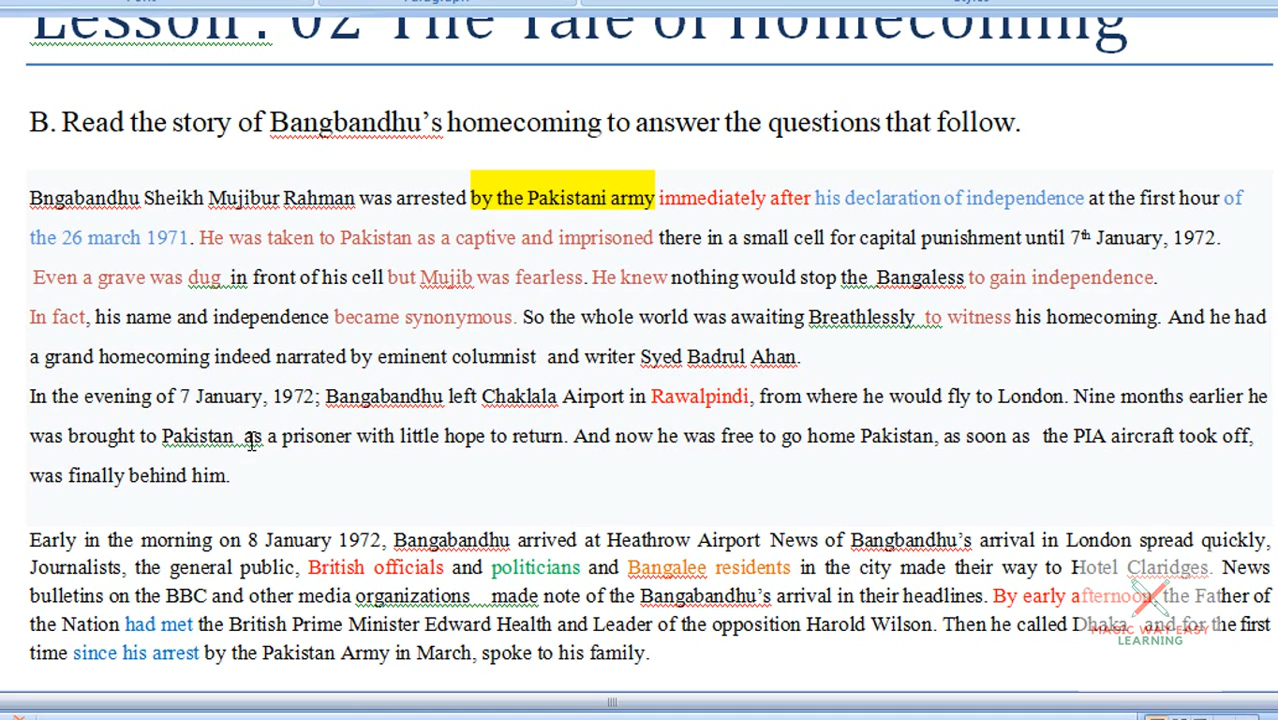 Font Paragraph Styles
Lesson : 02 The Tale of Homecoming
B. Read the story of Bangbandhu's homecoming to answer the questions that follow.
Bngabandhu Sheikh Mujibur Rahman was arrested by the Pakistani army immediately after his declaration of independence at the first hour of
the 26 march 1971. He was taken to Pakistan as a captive and imprisoned there in a small cell for capital punishment until 7th January, 1972.
Even a grave was dug in front of his cell but Mujib was fearless. He knew nothing would stop the Bangaless to gain independence.
In fact, his name and independence became synonymous. So the whole world was awaiting Breathlessly to witness his homecoming. And he had
a grand homecoming indeed narrated by eminent columnist and writer Syed Badrul Ahan.
In the evening of 7 January, 1972; Bangabandhu left Chaklala Airport in Rawalpindi, from where he would fly to London. Nine months earlier he
was brought to Pakistan as a prisoner with little hope to return. And now he was free to go home Pakistan, as soon as the PIA aircraft took off,
was finally behind him.
Early in the morning on 8 January 1972, Bangabandhu arrived at Heathrow Airport News of Bangbandhu's arrival in London spread quickly,
Journalists, the general public, British officials and politicians and Bangalee residents in the city made their way to Hotel Claridges. News
bulletins on the BBC and other media organizations made note of the Bangabandhu's arrival in their headlines. By early afternoon, the Father of
the Nation had met the British Prime Minister Edward Health and Leader of the opposition Harold Wilson. Then he called Dhaka and for the first
time since his arrest by the Pakistan Army in March, spoke to his family.
MAGIC WAY EASY
LEARNING